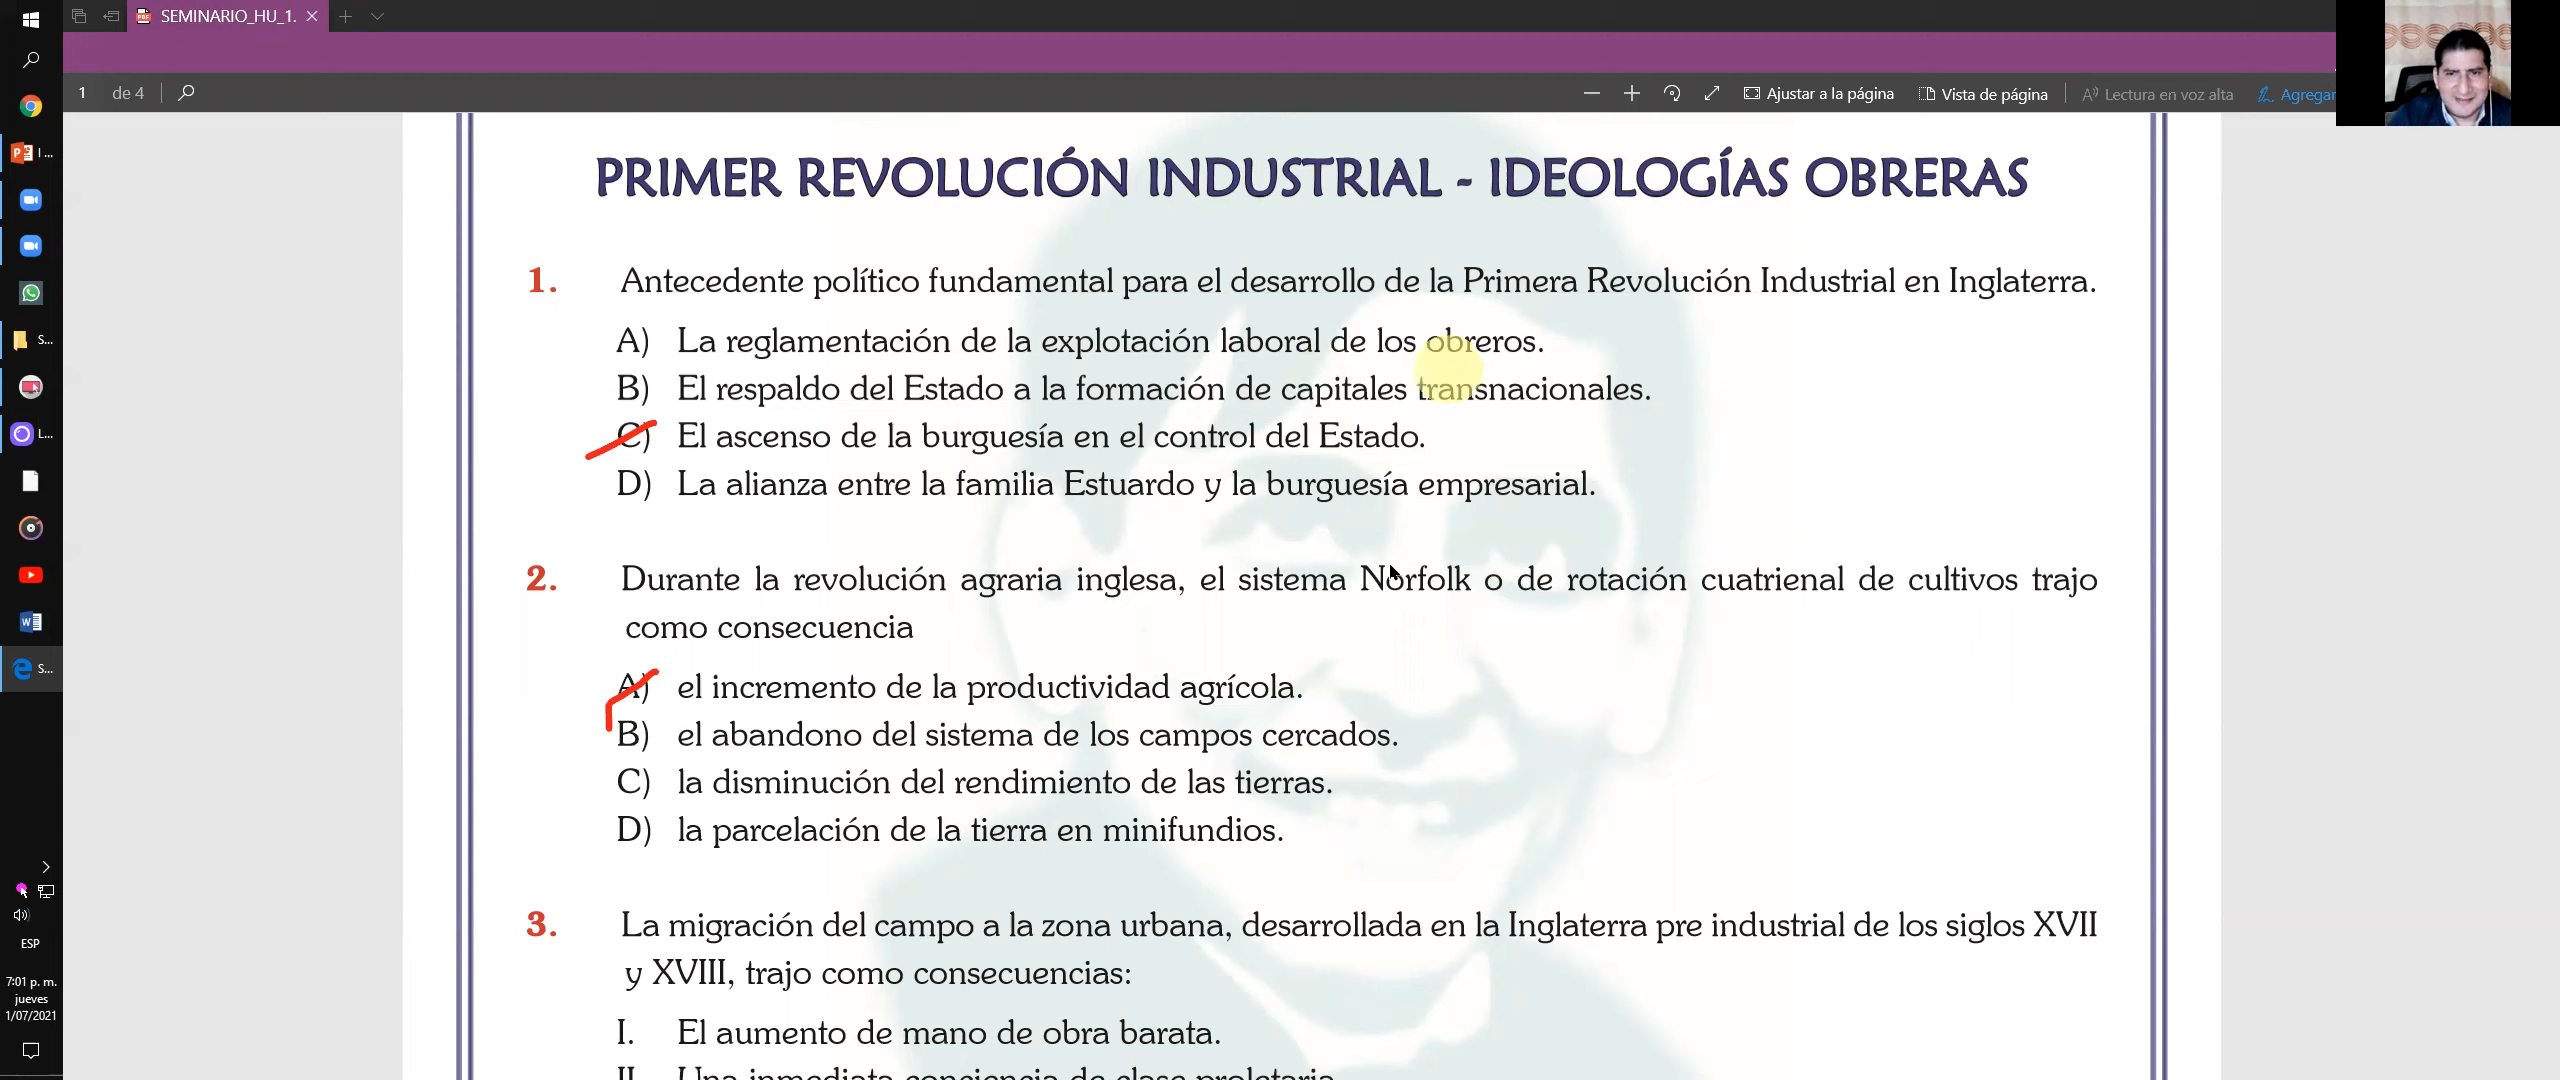 SEMINARIO_HU_1.
1 de 4
Ajustar a la página
Vista de página
Lectura en voz alta
Agregar
PRIMER REVOLUCIÓN INDUSTRIAL - IDEOLOGÍAS OBRERAS
1. Antecedente político fundamental para el desarrollo de la Primera Revolución Industrial en Inglaterra.
A) La reglamentación de la explotación laboral de los obreros.
B) El respaldo del Estado a la formación de capitales transnacionales.
C) El ascenso de la burguesía en el control del Estado.
D) La alianza entre la familia Estuardo y la burguesía empresarial.
2. Durante la revolución agraria inglesa, el sistema Norfolk o de rotación cuatrienal de cultivos trajo
como consecuencia
A) el incremento de la productividad agrícola.
B) el abandono del sistema de los campos cercados.
C) la disminución del rendimiento de las tierras.
D) la parcelación de la tierra en minifundios.
3. La migración del campo a la zona urbana, desarrollada en la Inglaterra pre industrial de los siglos XVII
y XVIII, trajo como consecuencias:
I. El aumento de mano de obra barata.
II. Una inmediata conciencia de clase proletaria.
I...
S...
L...
S...
ESP
7:01 p. m.
jueves
1/07/2021